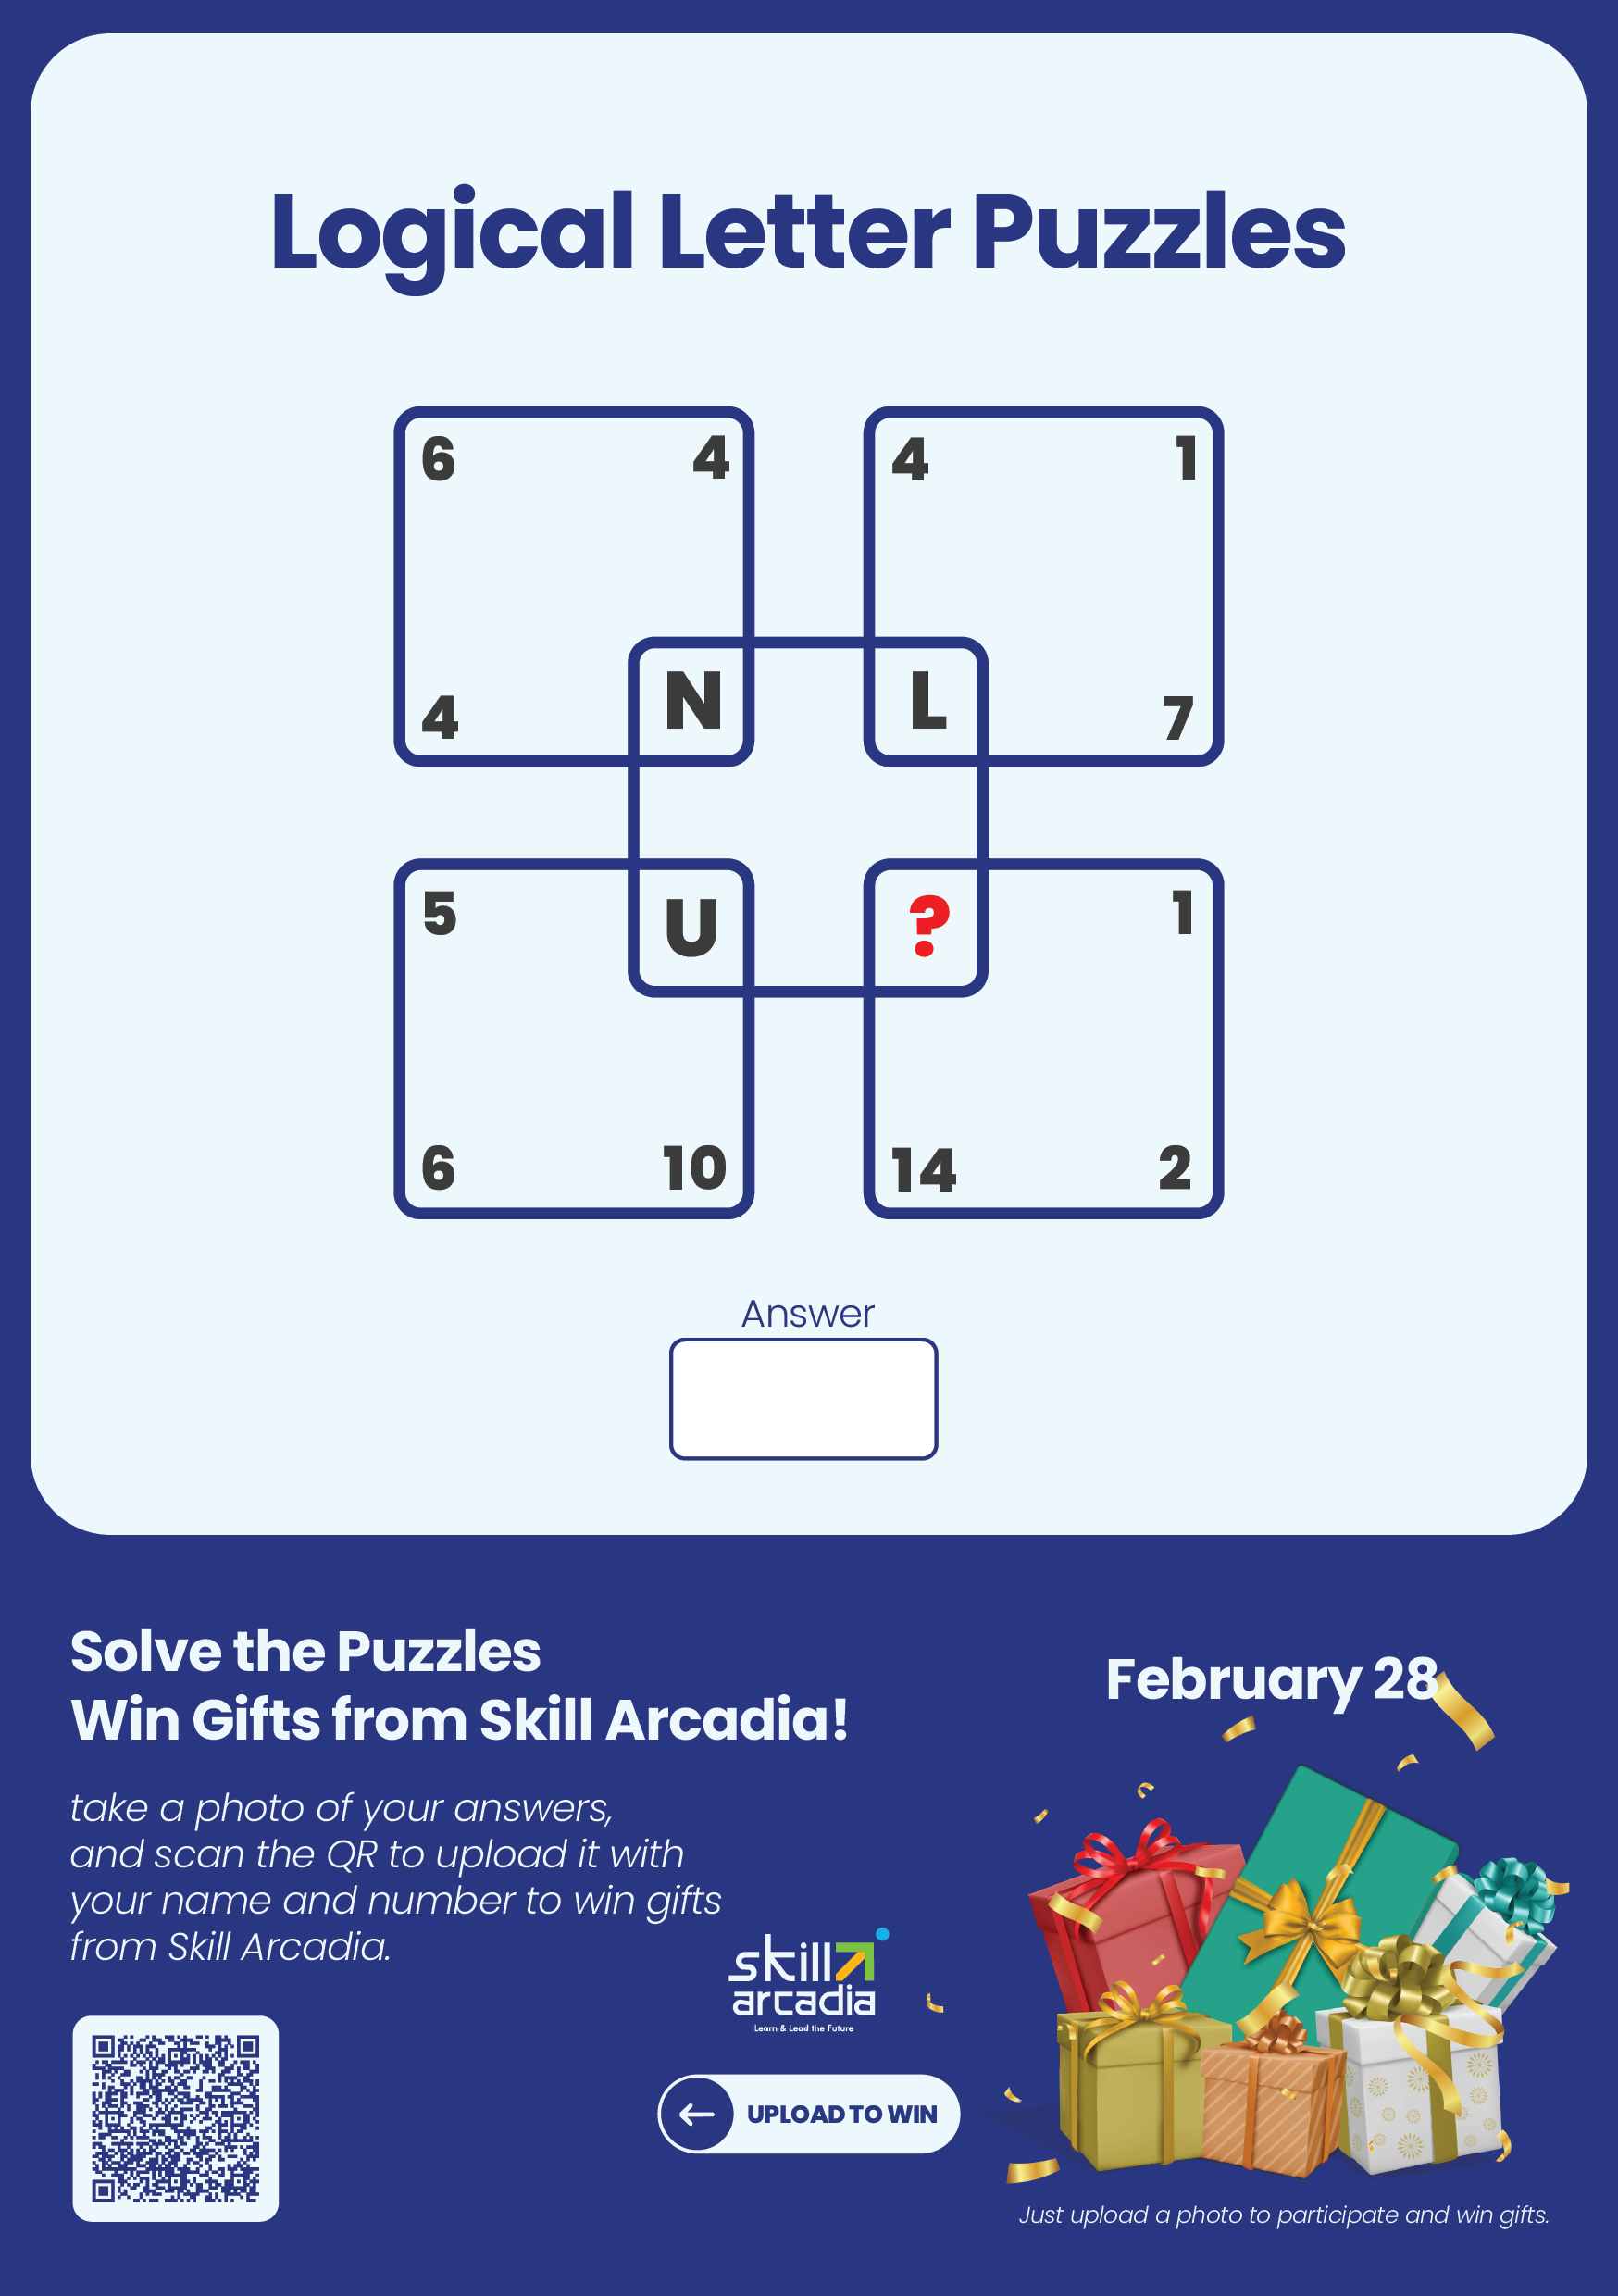 Logical Letter Puzzles
6 4 4 1
N L
4 7
5 U ? 1
6 10 14 2
Answer
Solve the Puzzles
Win Gifts from Skill Arcadia!
February 28
take a photo of your answers,
and scan the QR to upload it with
your name and number to win gifts
from Skill Arcadia.
skill
arcadia
Learn & Lead the Future
UPLOAD TO WIN
Just upload a photo to participate and win gifts.